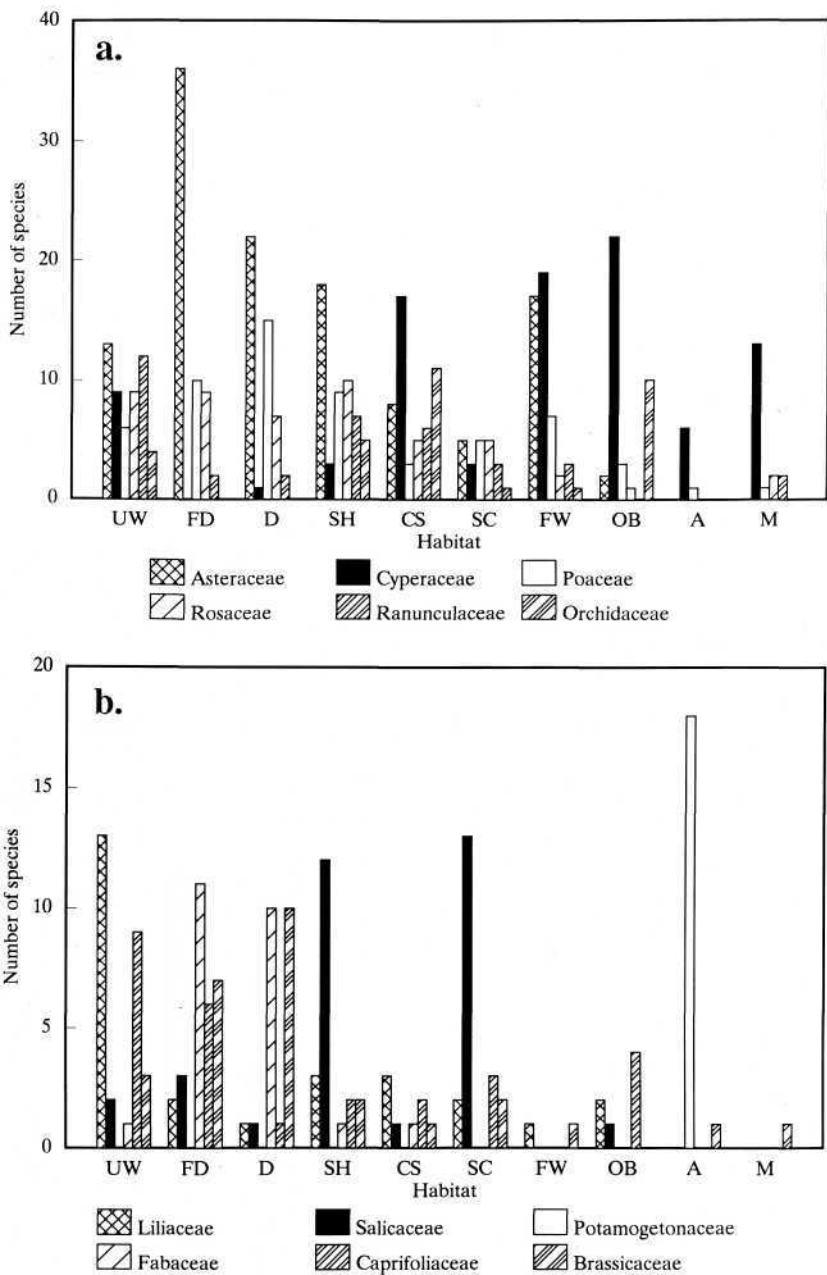 a.
40
30
20
10
0
Number of species
UW FD D SH CS SC FW OB A M
Habitat
Asteraceae Cyperaceae Poaceae
Rosaceae Ranunculaceae Orchidaceae
b.
20
15
10
5
0
Number of species
UW FD D SH CS SC FW OB A M
Habitat
Liliaceae Salicaceae Potamogetonaceae
Fabaceae Caprifoliaceae Brassicaceae